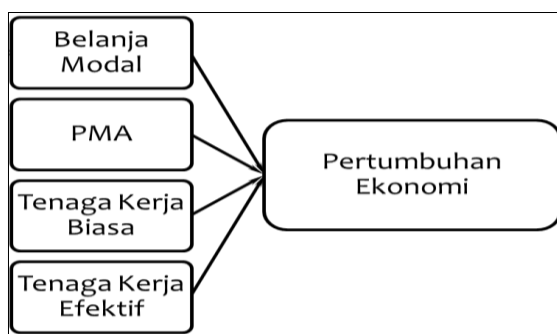 Belanja
Modal
PMA
Tenaga Kerja
Biasa
Tenaga Kerja
Efektif
Pertumbuhan
Ekonomi